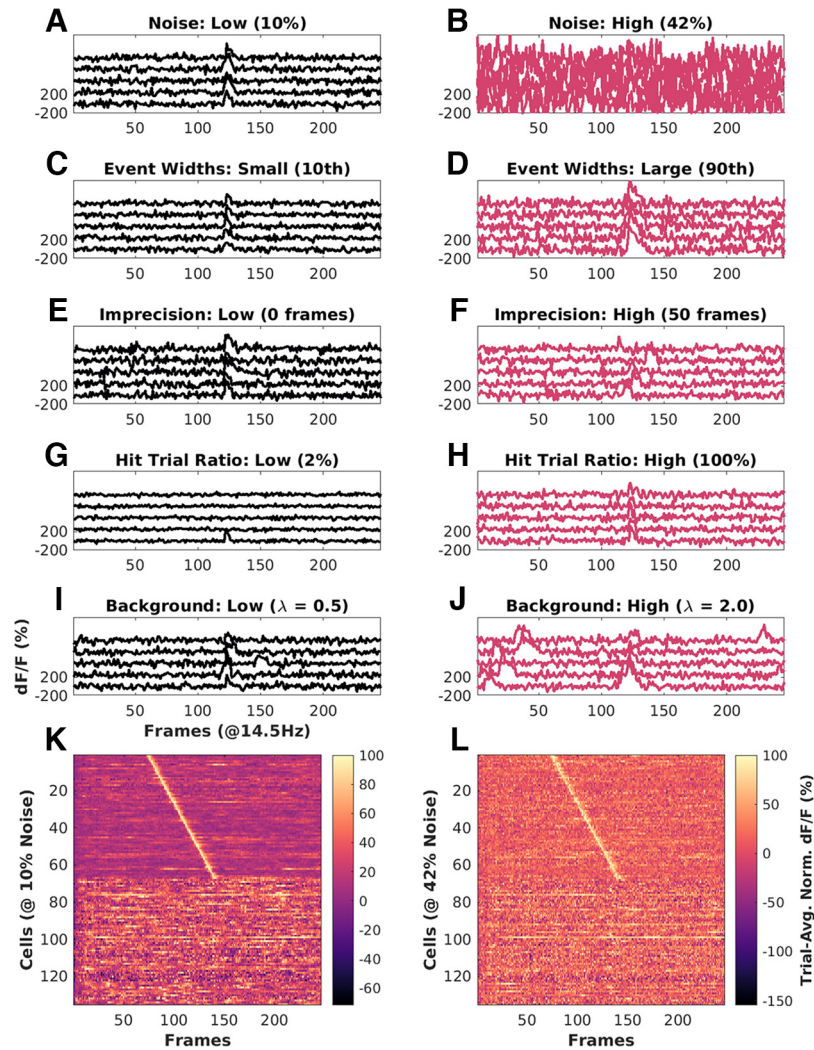 A
Noise: Low (10%)
200
-200
50 100 150 200
B
Noise: High (42%)
200
-200
50 100 150 200
C
Event Widths: Small (10th)
200
-200
50 100 150 200
D
Event Widths: Large (90th)
200
-200
50 100 150 200
E
Imprecision: Low (0 frames)
200
-200
50 100 150 200
F
Imprecision: High (50 frames)
200
-200
50 100 150 200
G
Hit Trial Ratio: Low (2%)
200
-200
50 100 150 200
H
Hit Trial Ratio: High (100%)
200
-200
50 100 150 200
I
Background: Low (λ = 0.5)
dF/F (%)
200
-200
50 100 150 200
Frames (@14.5Hz)
J
Background: High (λ = 2.0)
200
-200
50 100 150 200
K
Cells (@ 10% Noise)
20
40
60
80
100
120
50 100 150 200
Frames
100
80
60
40
20
0
-20
-40
-60
L
Cells (@ 42% Noise)
20
40
60
80
100
120
50 100 150 200
Frames
100
50
0
-50
-100
-150
Trial-Avg. Norm. dF/F (%)